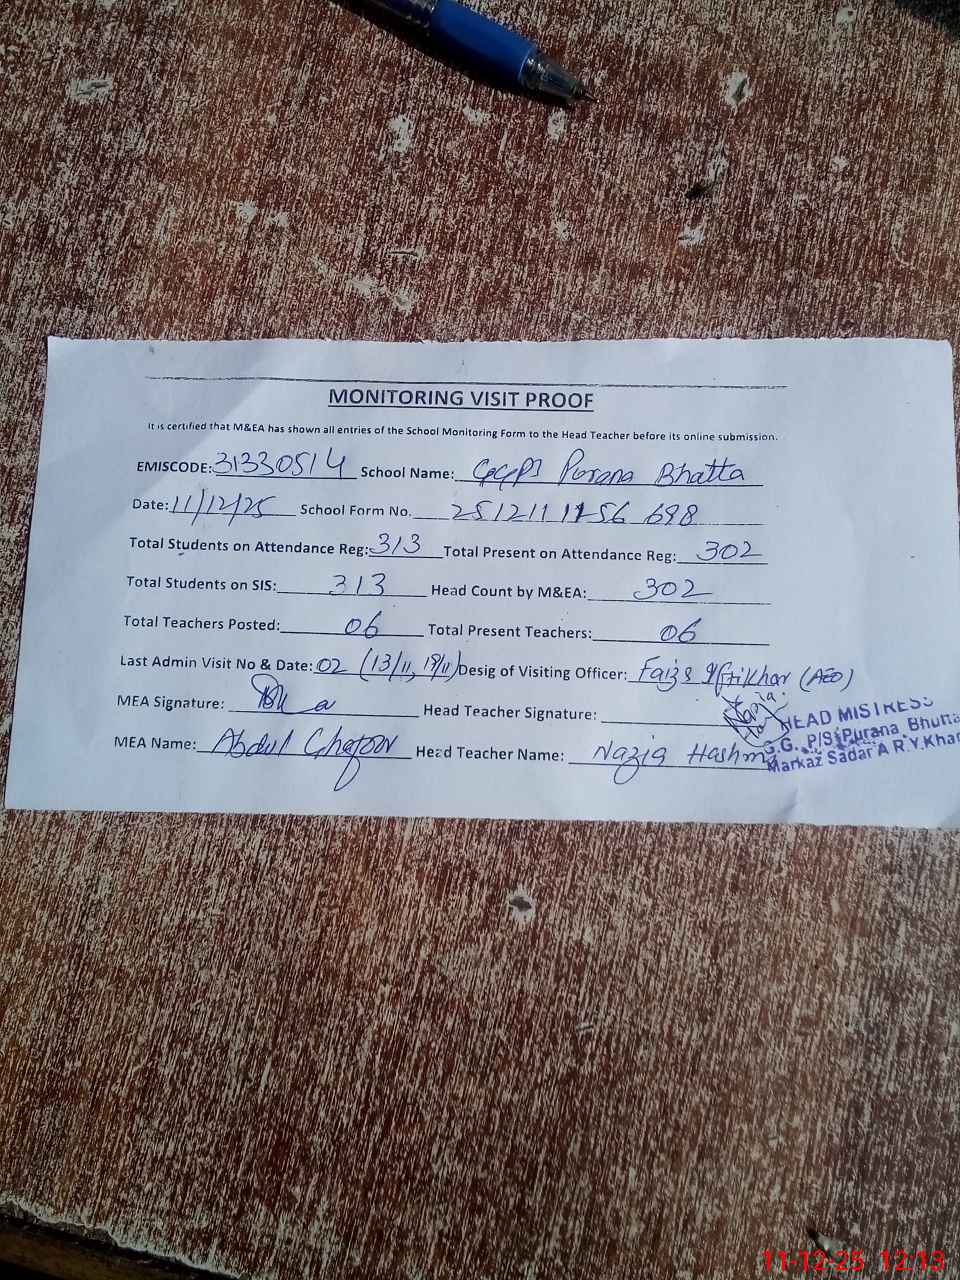 MONITORING VISIT PROOF
It is certified that M&EA has shown all entries of the School Monitoring Form to the Head Teacher before its online submission.
EMISCODE: 31330514 School Name: GGPS Purana Bhatta
Date: 11/12/25 School Form No. 2512111156 698
Total Students on Attendance Reg: 313 Total Present on Attendance Reg: 302
Total Students on SIS: 313 Head Count by M&EA: 302
Total Teachers Posted: 06 Total Present Teachers: 06
Last Admin Visit No & Date: 02 (13/11, 19/11) Desig of Visiting Officer: Faiza Iftikhar (AEO)
MEA Signature: Head Teacher Signature: Nazia
HEAD MISTRESS
G.G. P/S Purana Bhutta
Markaz Sadar A R.Y.Khan
MEA Name: Abdul Ghafoor Head Teacher Name: Nazia Hashmi
11-12-25 12:13